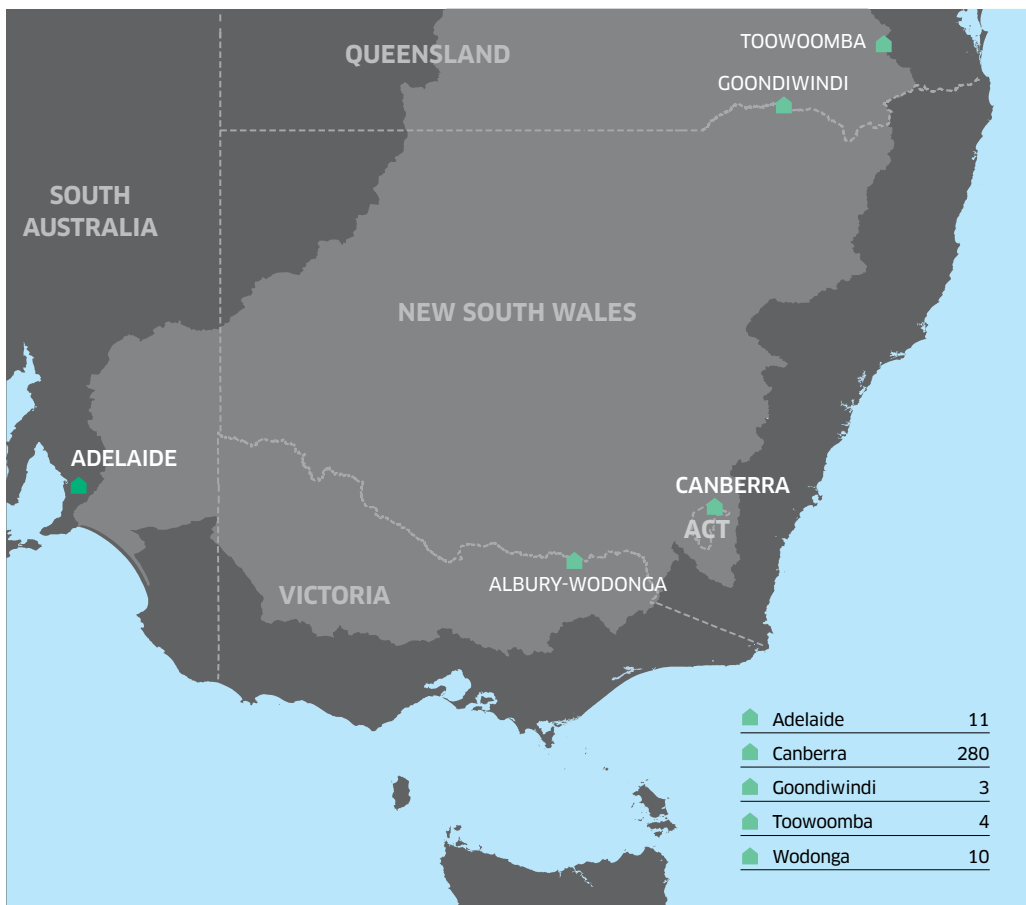 TOOWOOMBA
QUEENSLAND
GOONDIWINDI
SOUTH
AUSTRALIA
NEW SOUTH WALES
ADELAIDE
CANBERRA
ACT
ALBURY-WODONGA
VICTORIA
Adelaide 11
Canberra 280
Goondiwindi 3
Toowoomba 4
Wodonga 10